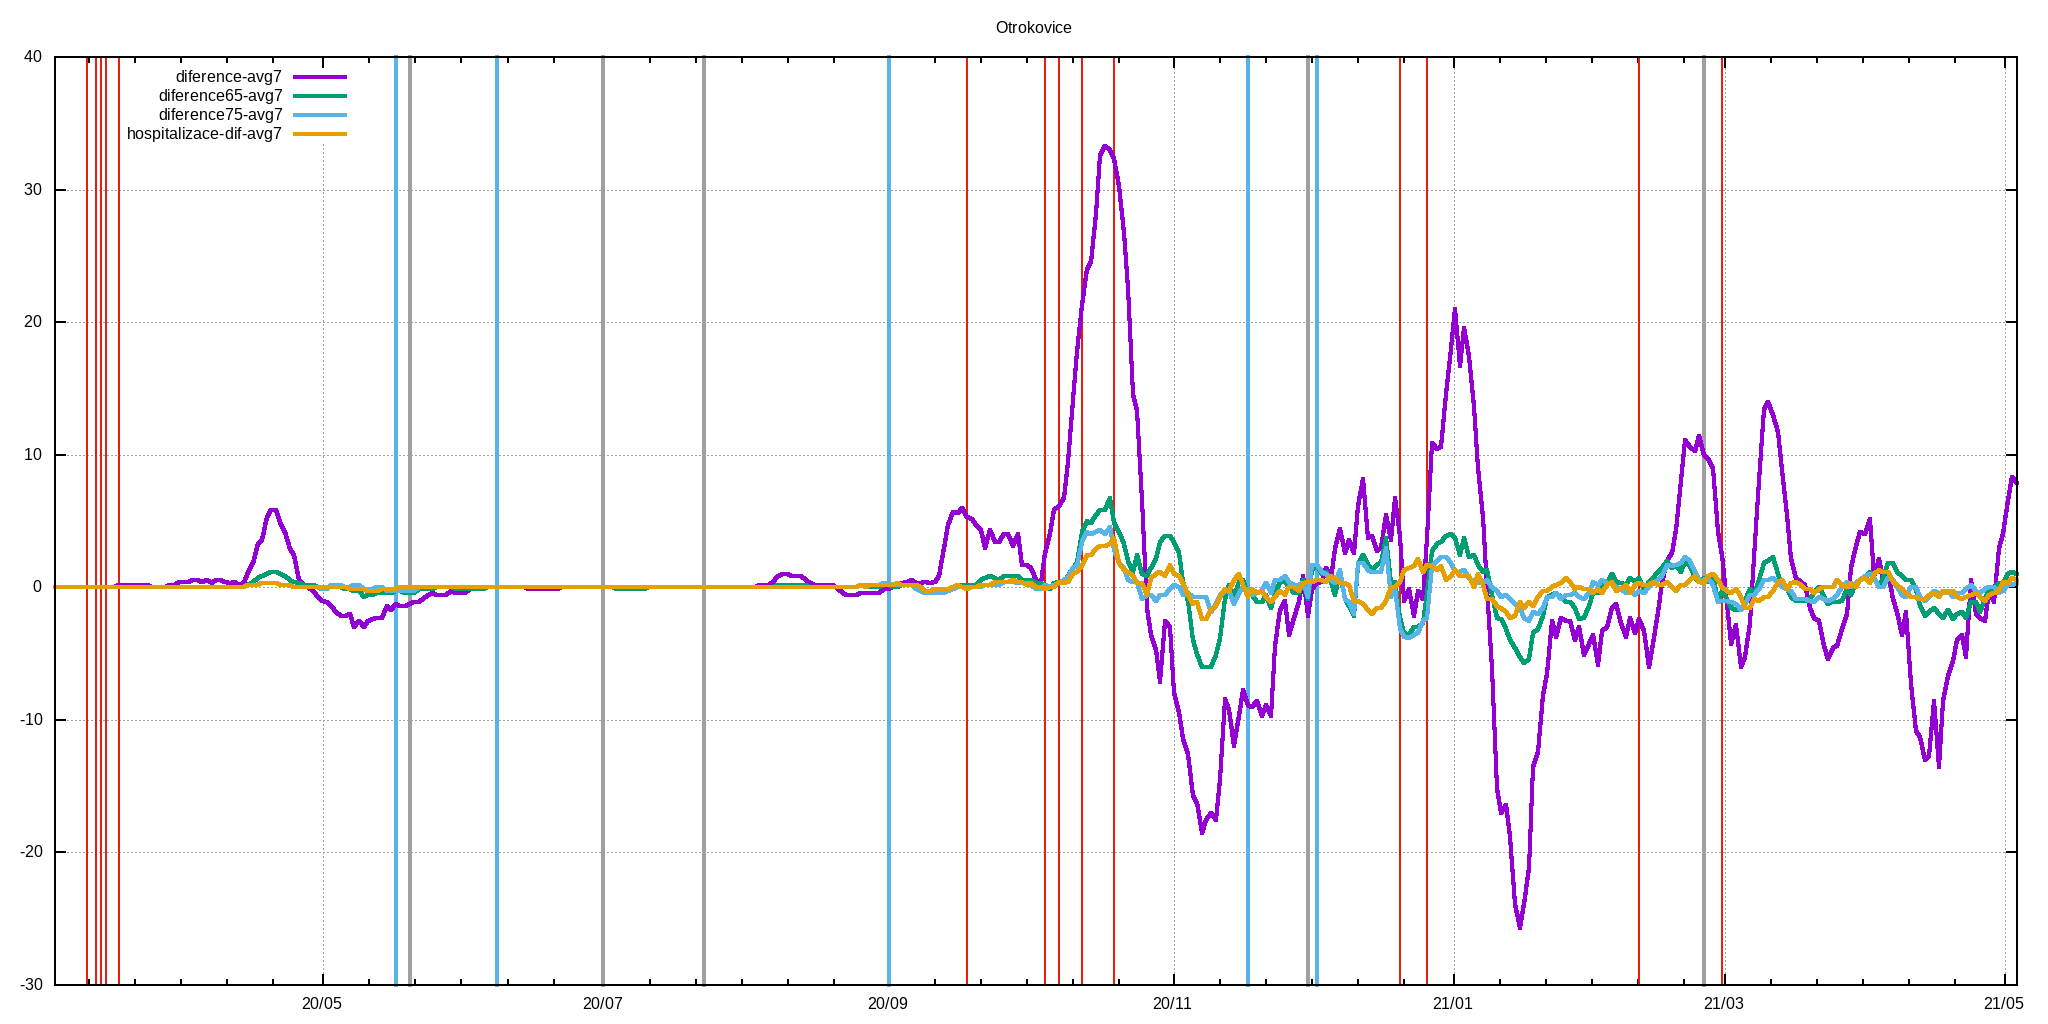 Otrokovice
diference-avg7
diference65-avg7
diference75-avg7
hospitalizace-dif-avg7
40
30
20
10
0
-10
-20
-30
20/05 20/07 20/09 20/11 21/01 21/03 21/05